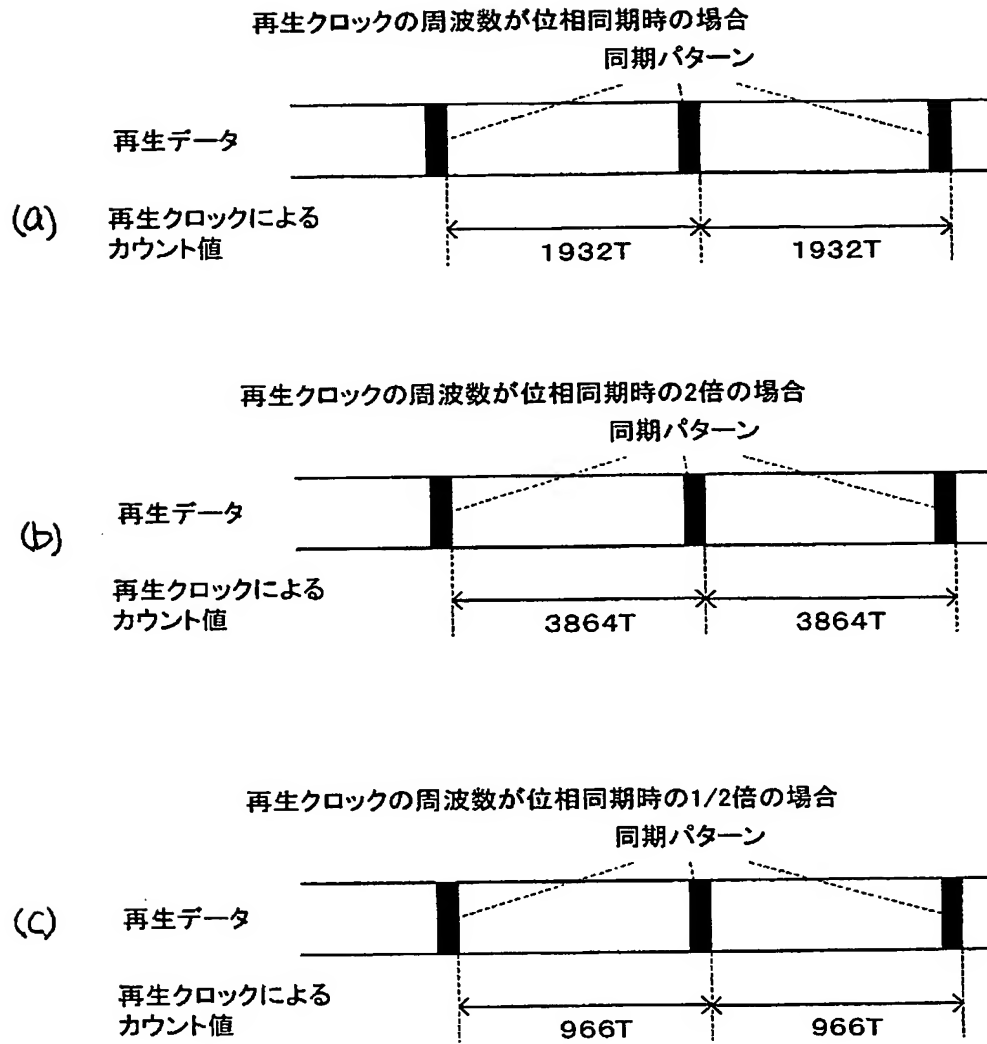 再生クロックの周波数が位相同期時の場合
同期パターン
再生データ
(a)
再生クロックによる
カウント値
1932T
1932T
再生クロックの周波数が位相同期時の2倍の場合
同期パターン
再生データ
(b)
再生クロックによる
カウント値
3864T
3864T
再生クロックの周波数が位相同期時の1/2倍の場合
同期パターン
(c)
再生データ
再生クロックによる
カウント値
966T
966T